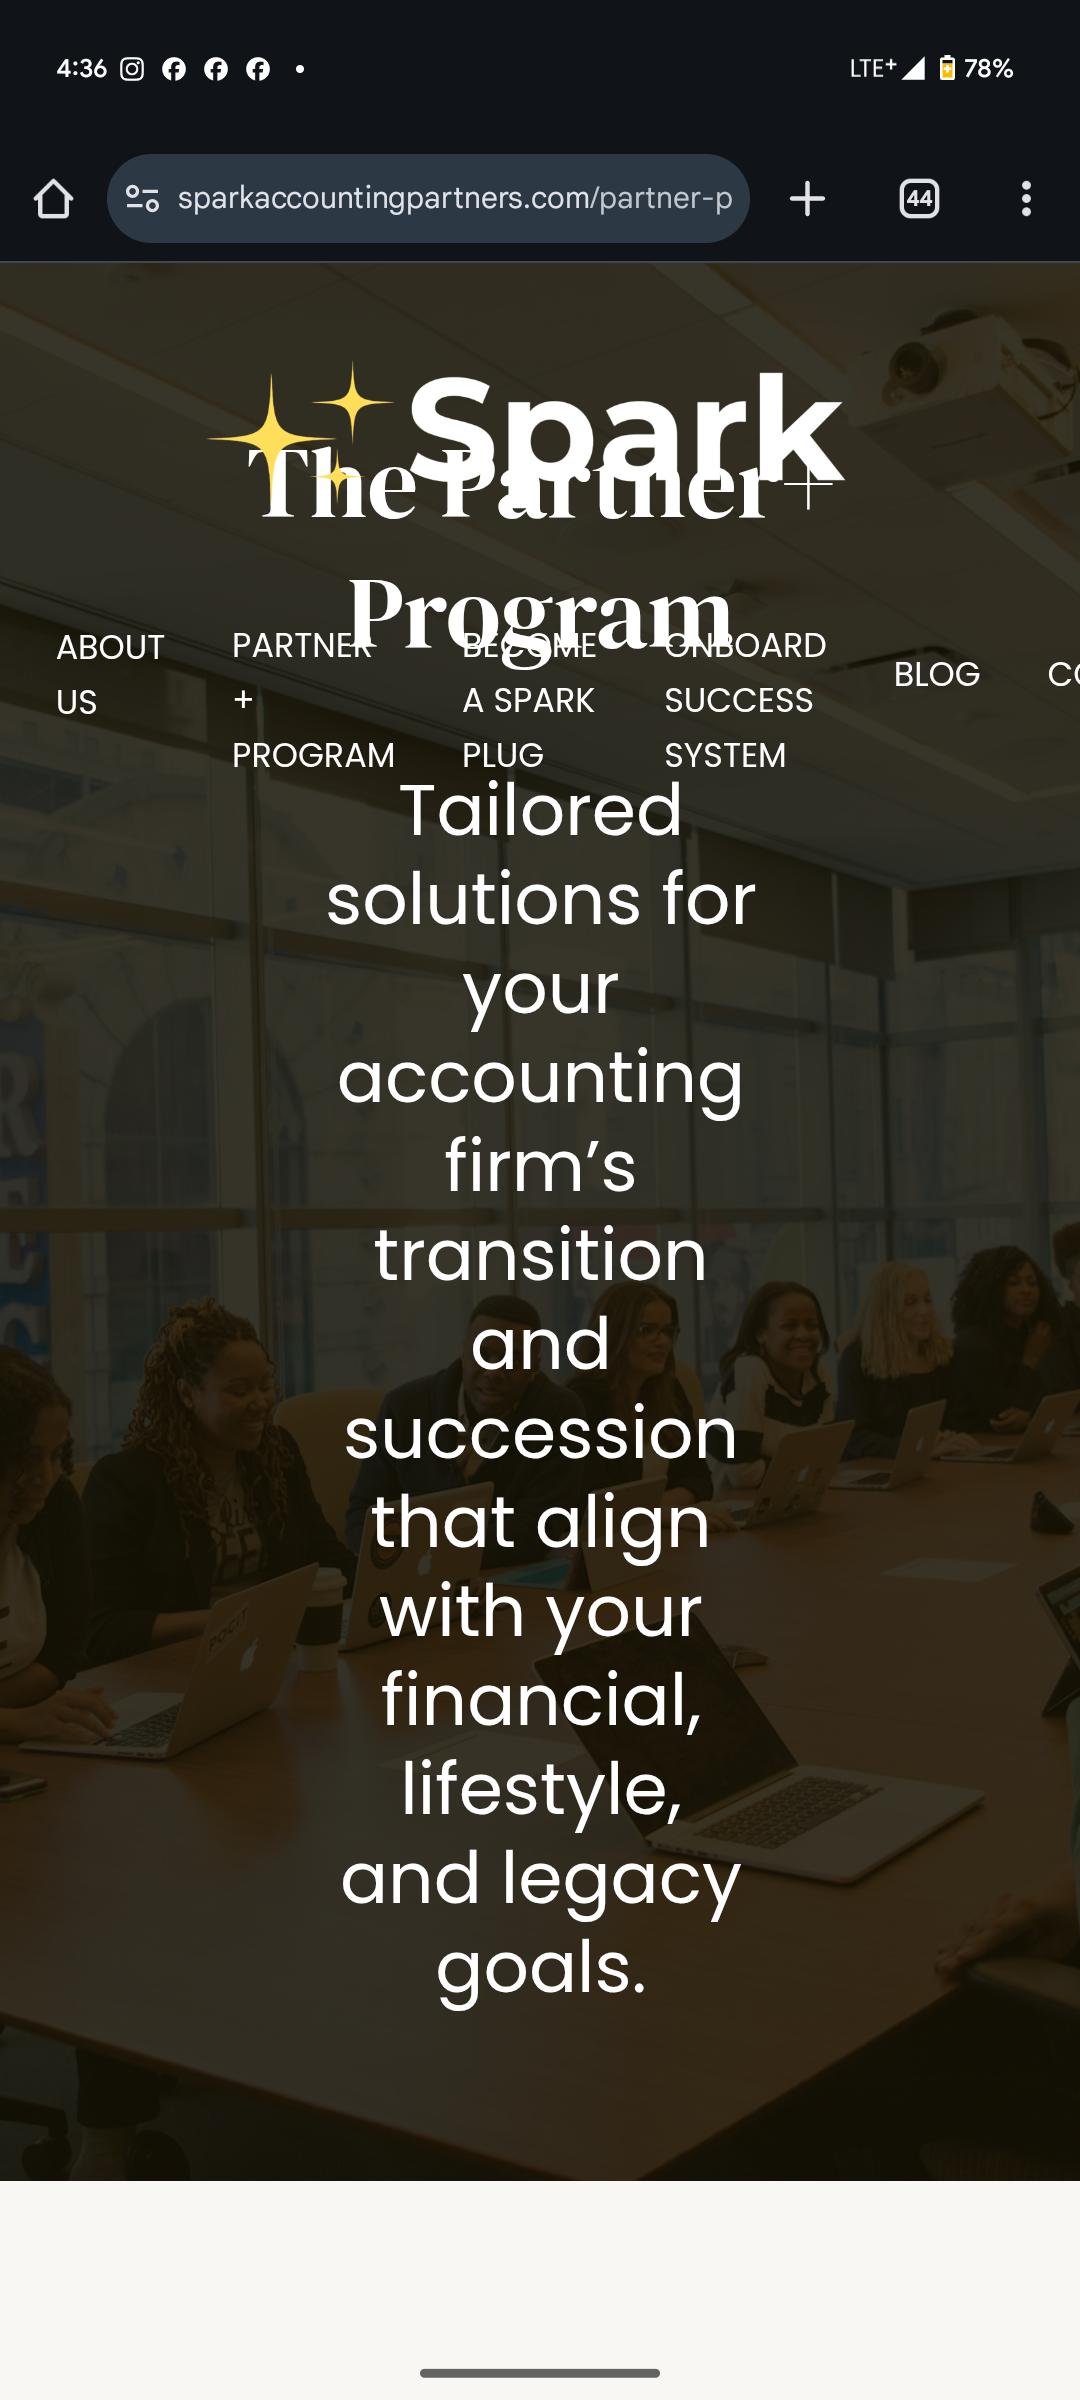 4:36
LTE+ 78%
sparkaccountingpartners.com/partner-p
44
Spark
The Partner+
Program
ABOUT US
PARTNER + PROGRAM
BECOME A SPARK PLUG
ONBOARD SUCCESS SYSTEM
BLOG
CO
Tailored
solutions for
your
accounting
firm’s
transition
and
succession
that align
with your
financial,
lifestyle,
and legacy
goals.